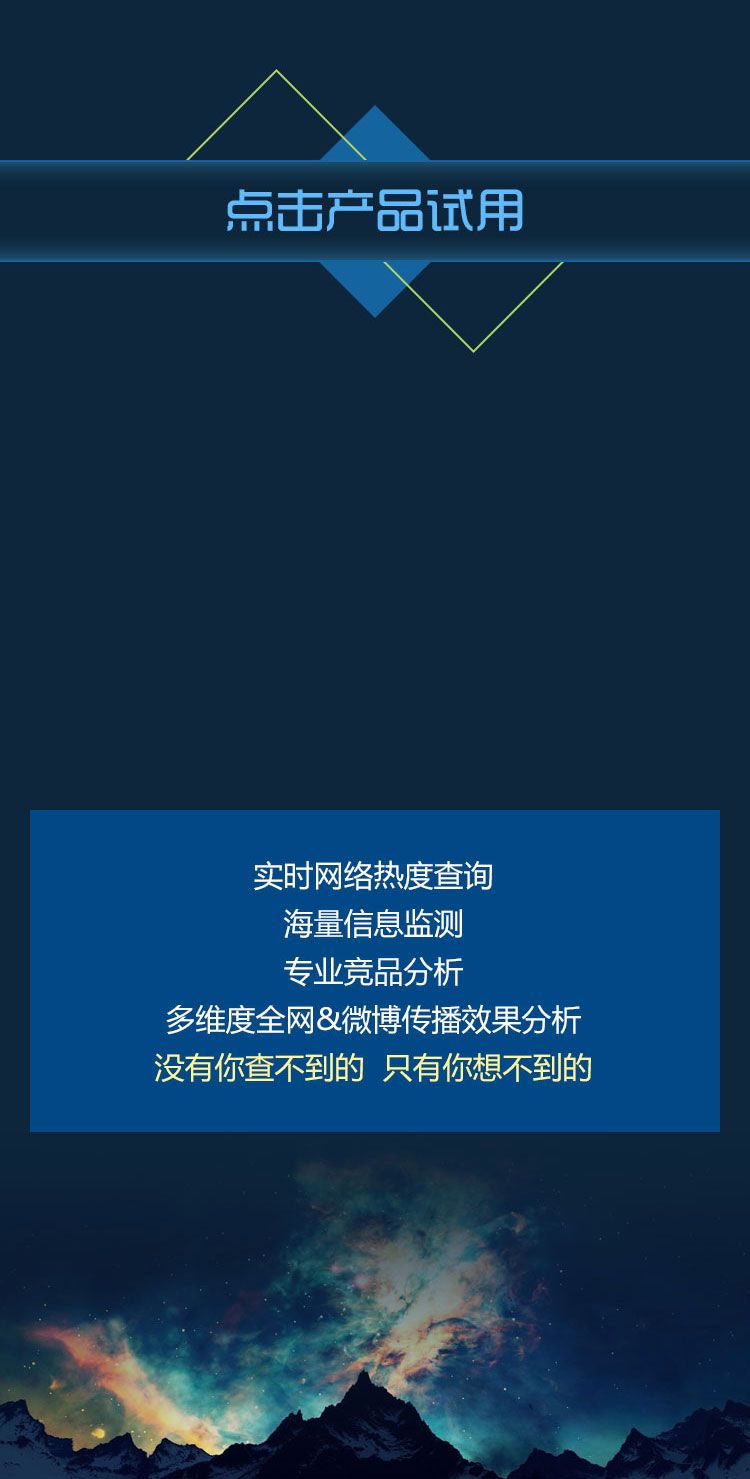 点击产品试用
实时网络热度查询
海量信息监测
专业竞品分析
多维度全网&微博传播效果分析
没有你查不到的 只有你想不到的